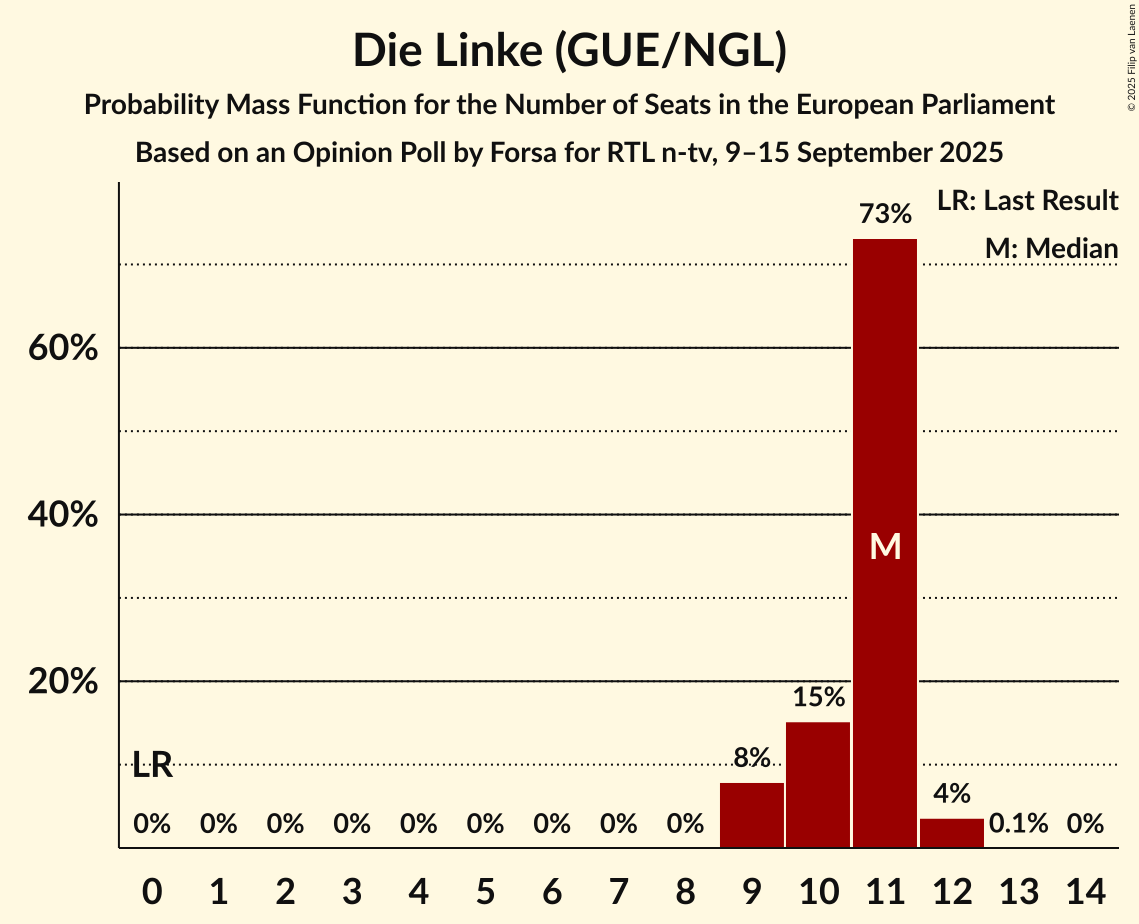 Die Linke (GUE/NGL)
Probability Mass Function for the Number of Seats in the European Parliament
Based on an Opinion Poll by Forsa for RTL n-tv, 9–15 September 2025
© 2025 Filip van Laenen
LR: Last Result
M: Median
73%
60%
40%
M
20%
15%
LR
8%
4%
0% 0% 0% 0% 0% 0% 0% 0% 0% 0.1% 0%
0 1 2 3 4 5 6 7 8 9 10 11 12 13 14